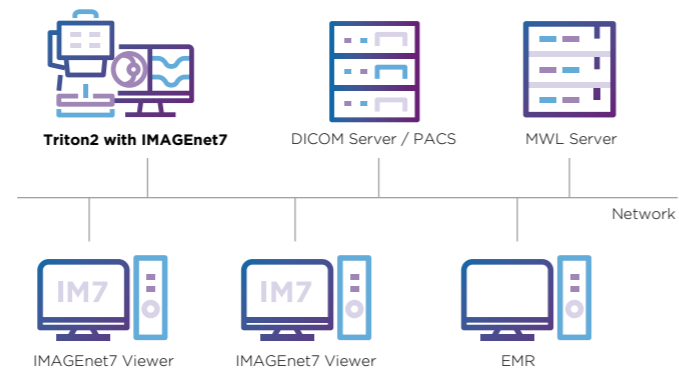 Triton2 with IMAGEnet7
DICOM Server / PACS
MWL Server
Network
IM7
IM7
IMAGEnet7 Viewer
IMAGEnet7 Viewer
EMR